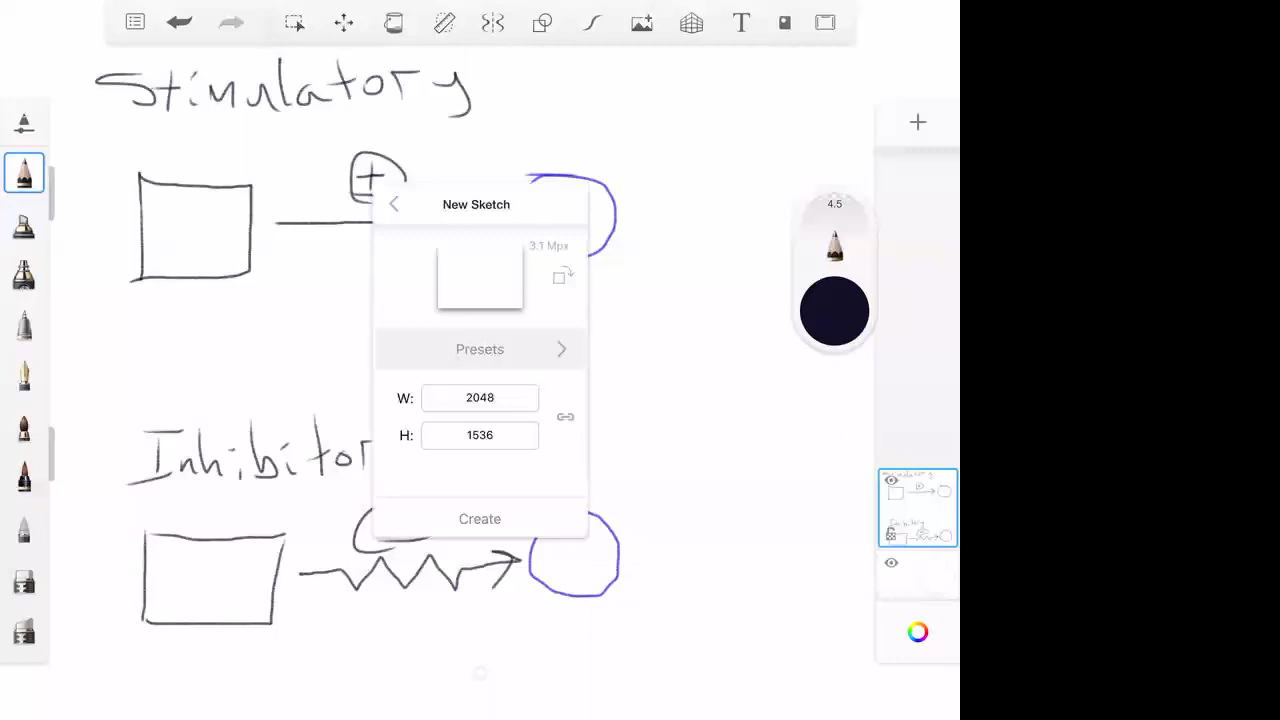 Stimulatory
+
New Sketch
3.1 Mpx
4.5
Presets
W: 2048
H: 1536
Inhibitor
Create